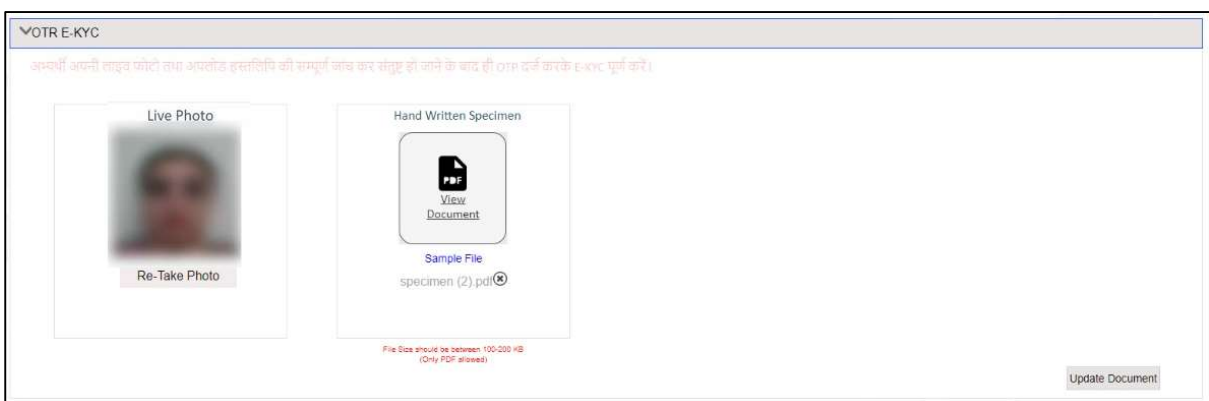 OTR E-KYC
अभ्यर्थी अपनी लाइव फोटो तथा अपलोड हस्तलिपि की सम्पूर्ण जांच कर संतुष्ट हो जाने के बाद ही OTP दर्ज करके E-KYC पूर्ण करें।
Live Photo
Re-Take Photo
Hand Written Specimen
PDF
View
Document
Sample File
specimen (2).pdf
File Size should be between 100-200 KB
(Only PDF allowed)
Update Document